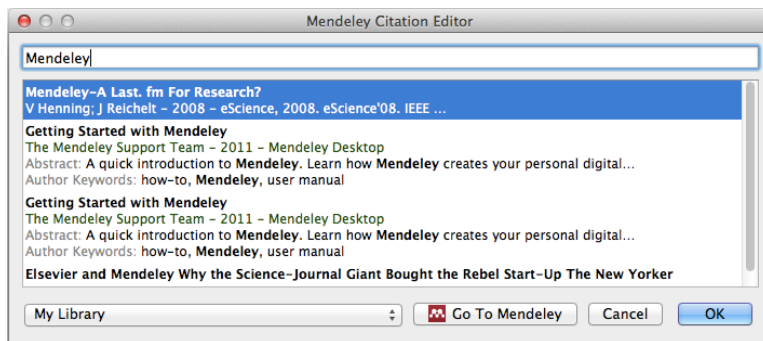 Mendeley Citation Editor
Mendeley
Mendeley-A Last. fm For Research?
V Henning; J Reichelt - 2008 - eScience, 2008. eScience'08. IEEE ...
Getting Started with Mendeley
The Mendeley Support Team - 2011 - Mendeley Desktop
Abstract: A quick introduction to Mendeley. Learn how Mendeley creates your personal digital...
Author Keywords: how-to, Mendeley, user manual
Getting Started with Mendeley
The Mendeley Support Team - 2011 - Mendeley Desktop
Abstract: A quick introduction to Mendeley. Learn how Mendeley creates your personal digital...
Author Keywords: how-to, Mendeley, user manual
Elsevier and Mendeley Why the Science-Journal Giant Bought the Rebel Start-Up The New Yorker
My Library
Go To Mendeley
Cancel
OK